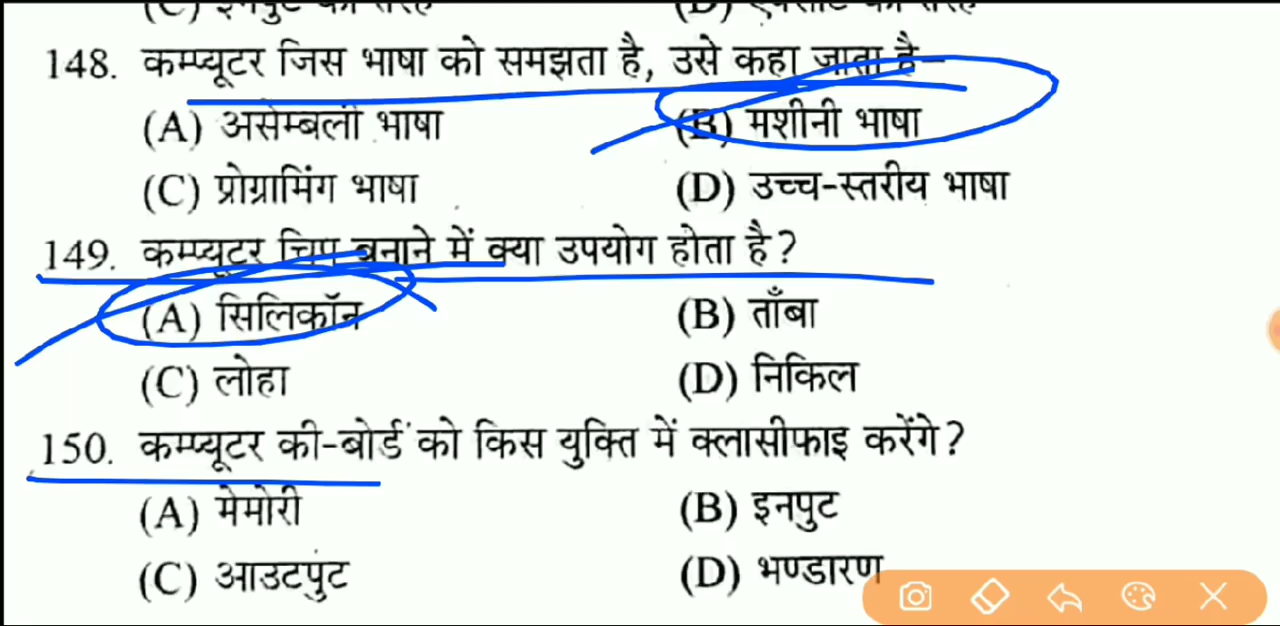 148. कम्प्यूटर जिस भाषा को समझता है, उसे कहा जाता है–
(A) असेम्बली भाषा (B) मशीनी भाषा
(C) प्रोग्रामिंग भाषा (D) उच्च-स्तरीय भाषा
149. कम्प्यूटर चिप बनाने में क्या उपयोग होता है?
(A) सिलिकॉन (B) ताँबा
(C) लोहा (D) निकिल
150. कम्प्यूटर की-बोर्ड को किस युक्ति में क्लासीफाइ करेंगे?
(A) मेमोरी (B) इनपुट
(C) आउटपुट (D) भण्डारण